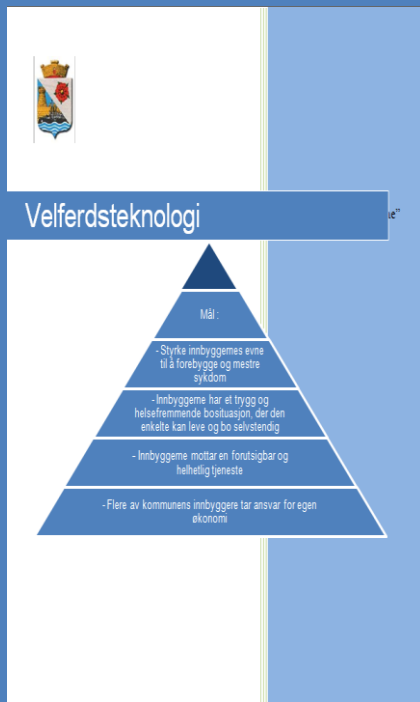 Velferdsteknologi
Mål :
- Styrke innbyggernes evne
til å forebygge og mestre
sykdom
- Innbyggerne har et trygg og
helsefremmende bosituasjon, der den
enkelte kan leve og bo selvstendig
- Innbyggerne mottar en forutsigbar og
helhetlig tjeneste
- Flere av kommunens innbyggere tar ansvar for egen
økonomi